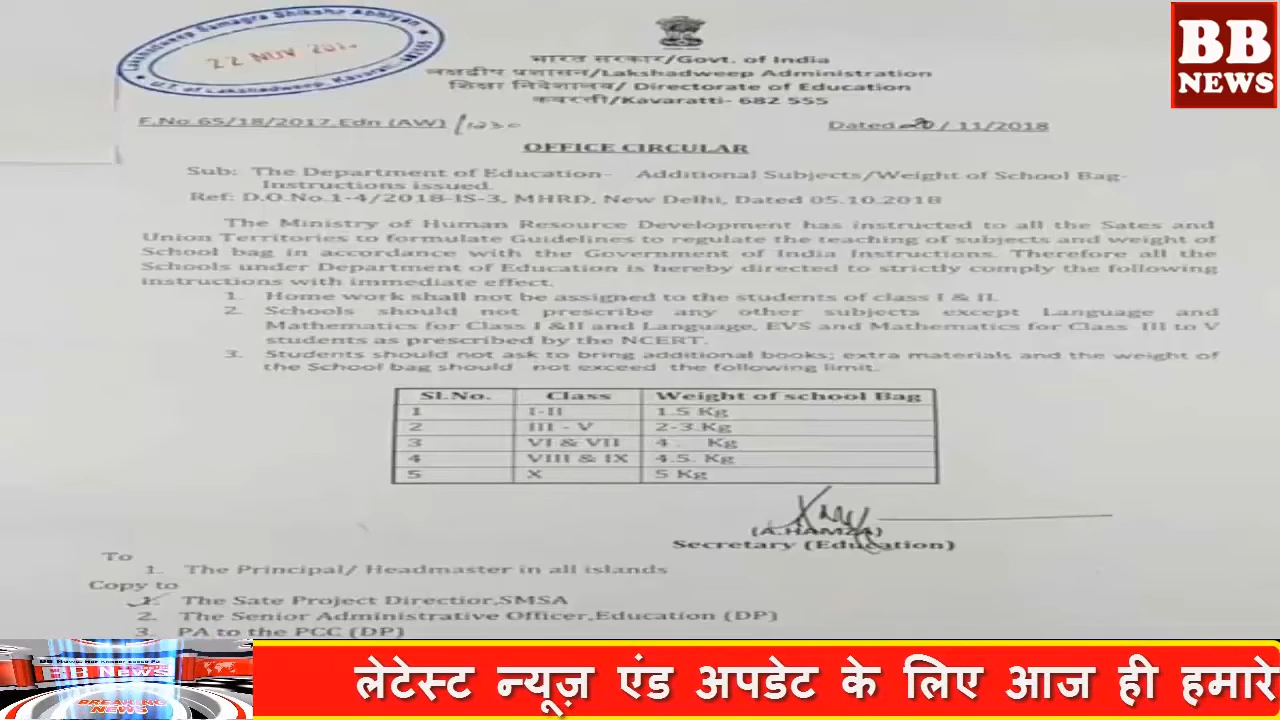 Lakshadweep Samagra Shiksha Abhiyan
22 NOV
U.T of Lakshadweep, Kavaratti
भारत सरकार/Govt. of India
लक्षद्वीप प्रशासन/Lakshadweep Administration
शिक्षा निदेशालय/ Directorate of Education
कवरत्ती/Kavaratti- 682 555
BB
NEWS
F.No.65/18/2017.Edn (AW)
Dated 20/ 11/2018
OFFICE CIRCULAR
Sub: The Department of Education- Additional Subjects/Weight of School Bag-
Instructions issued.
Ref: D.O.No.1-4/2018-IS-3, MHRD, New Delhi, Dated 05.10.2018
The Ministry of Human Resource Development has instructed to all the Sates and
Union Territories to formulate Guidelines to regulate the teaching of subjects and weight of
School bag in accordance with the Government of India Instructions. Therefore all the
Schools under Department of Education is hereby directed to strictly comply the following
instructions with immediate effect.
1. Home work shall not be assigned to the students of class I & II.
2. Schools should not prescribe any other subjects except Language and
Mathematics for Class I &II and Language, EVS and Mathematics for Class III to V
students as prescribed by the NCERT.
3. Students should not ask to bring additional books; extra materials and the weight of
the School bag should not exceed the following limit.
Sl.No. Class Weight of school Bag
1 I-II 1.5 Kg
2 III - V 2-3 Kg
3 VI & VII 4 . Kg
4 VIII & IX 4.5. Kg
5 X 5 Kg
(A.HAMZA)
Secretary (Education)
To
1. The Principal/ Headmaster in all islands
Copy to
1. The Sate Project Directior,SMSA
2. The Senior Administrative Officer,Education (DP)
3. PA to the PCC (DP)
BB News
BREAKING
NEWS
लेटेस्ट न्यूज़ एंड अपडेट के लिए आज ही हमारे